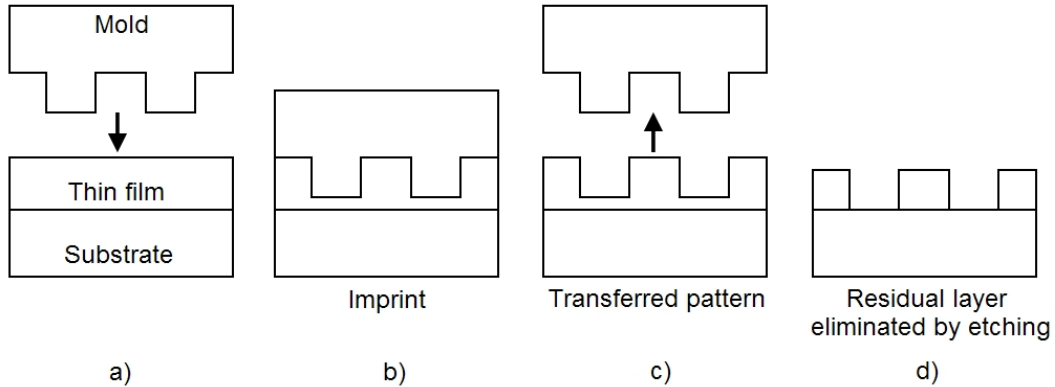 Mold
Thin film
Substrate
Imprint
Transferred pattern
Residual layer
eliminated by etching
a)
b)
c)
d)